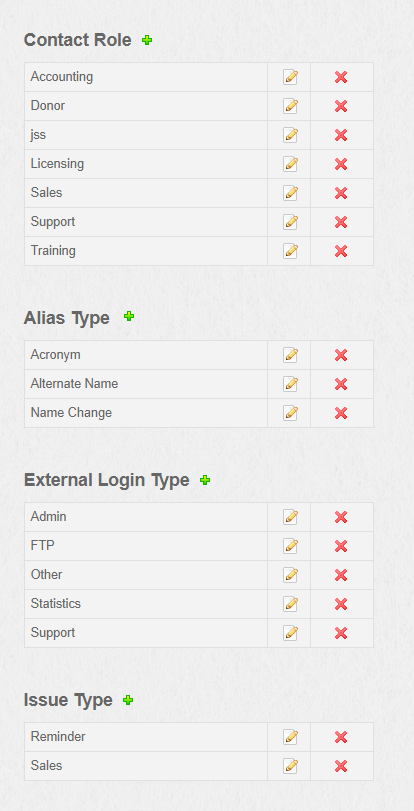 Contact Role
Accounting
Donor
jss
Licensing
Sales
Support
Training
Alias Type
Acronym
Alternate Name
Name Change
External Login Type
Admin
FTP
Other
Statistics
Support
Issue Type
Reminder
Sales